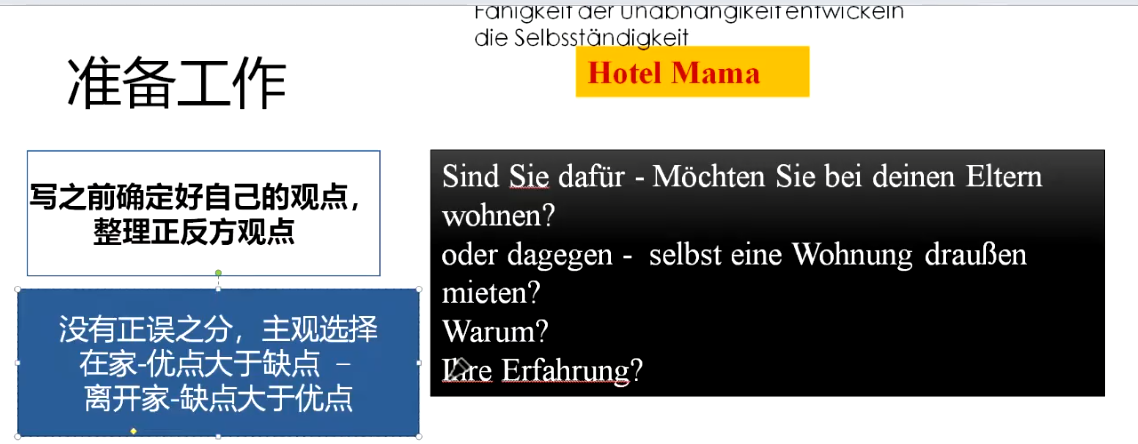 Fähigkeit der Unabhängikeit entwickeln
die Selbsständigkeit
Hotel Mama
准备工作
写之前确定好自己的观点，
整理正反方观点
没有正误之分，主观选择
在家-优点大于缺点 –
离开家-缺点大于优点
Sind Sie dafür - Möchten Sie bei deinen Eltern
wohnen?
oder dagegen - selbst eine Wohnung draußen
mieten?
Warum?
Ihre Erfahrung?